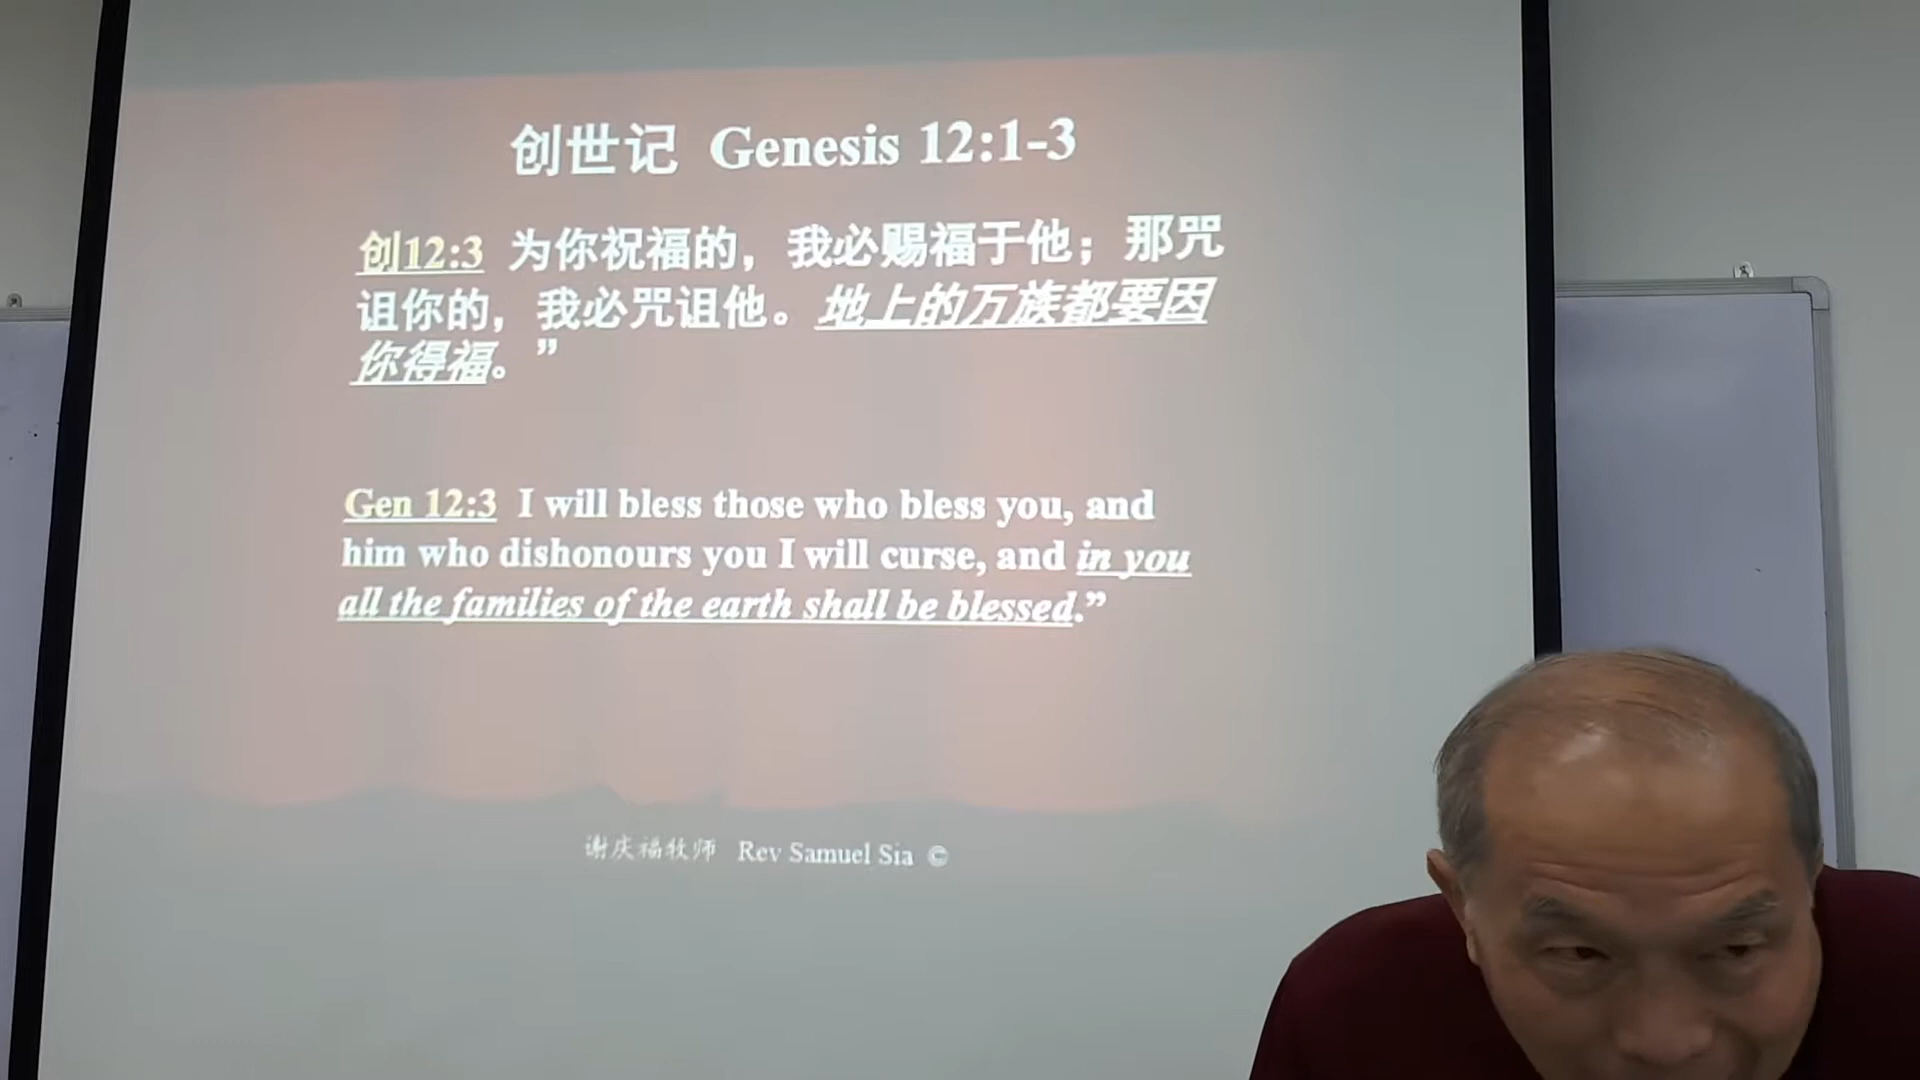 创世记 Genesis 12:1-3
创12:3 为你祝福的，我必赐福于他；那咒
诅你的，我必咒诅他。地上的万族都要因
你得福。”
Gen 12:3 I will bless those who bless you, and
him who dishonours you I will curse, and in you
all the families of the earth shall be blessed.”
谢庆福牧师 Rev Samuel Sia ©